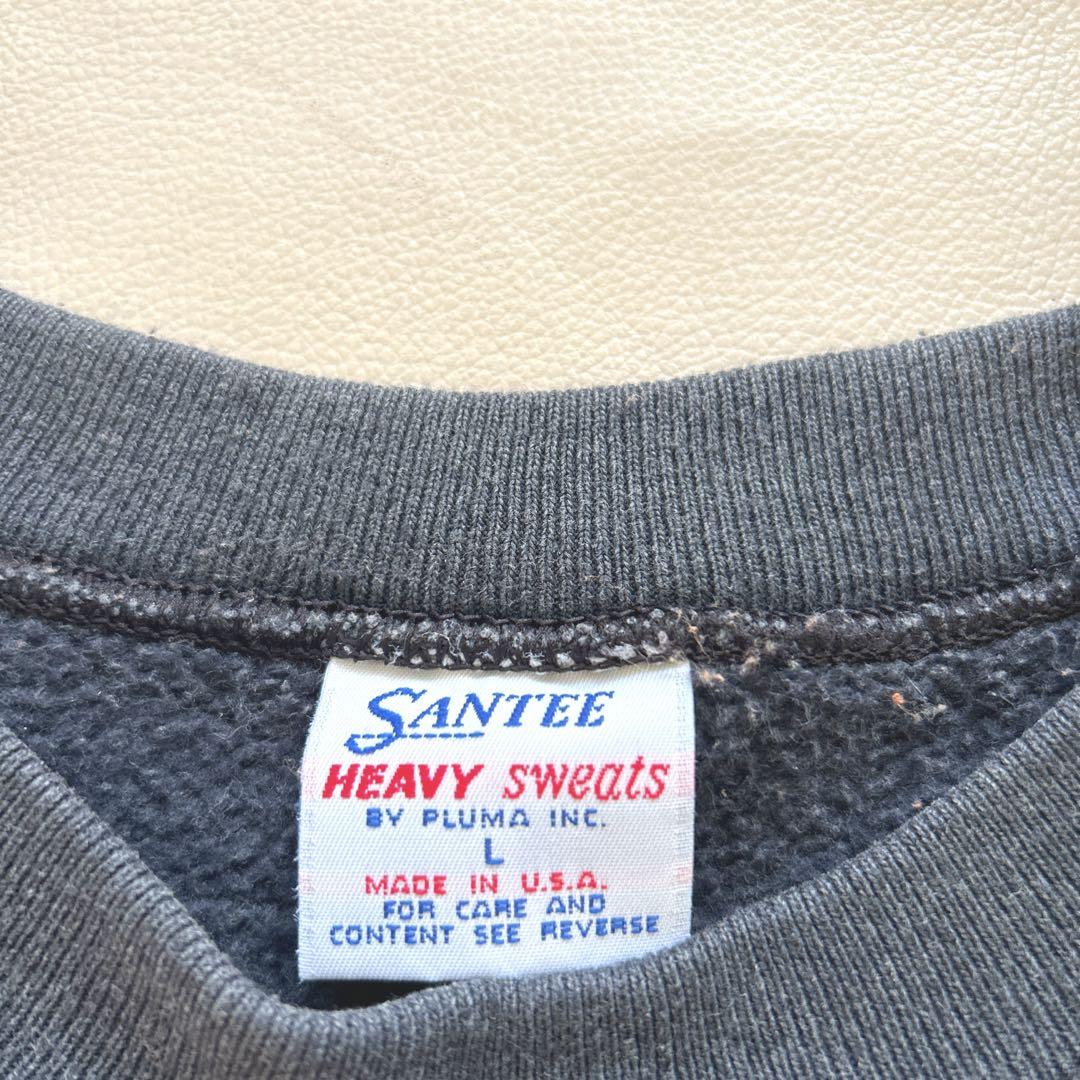 SANTEE
HEAVY sweats
BY PLUMA INC.
L
MADE IN U.S.A.
FOR CARE AND
CONTENT SEE REVERSE